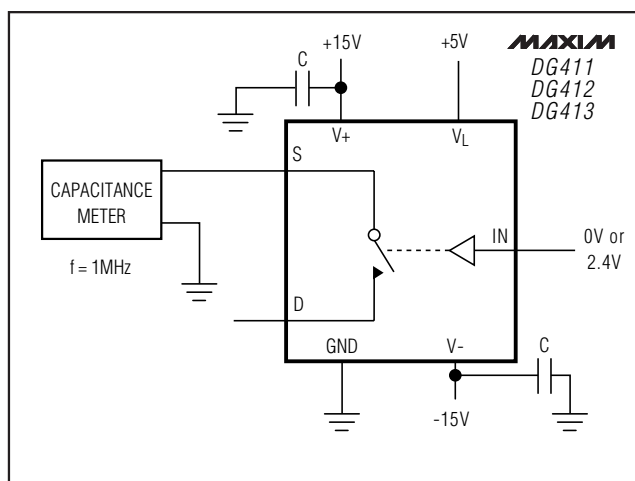 +15V
+5V
MAXIM
DG411
DG412
DG413
C
V+
VL
S
CAPACITANCE
METER
IN
0V or
2.4V
f = 1MHz
D
GND
V-
C
-15V